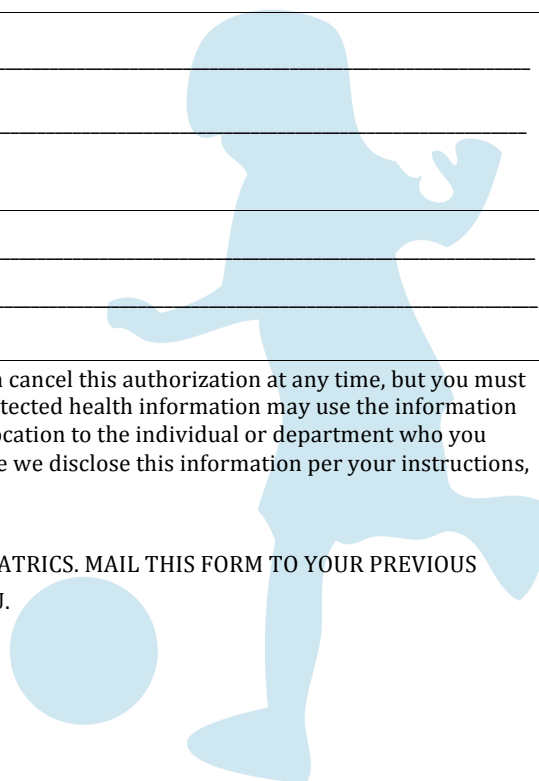 cancel this authorization at any time, but you must
tected health information may use the information
ocation to the individual or department who you
e we disclose this information per your instructions,
ATRICS. MAIL THIS FORM TO YOUR PREVIOUS
U.